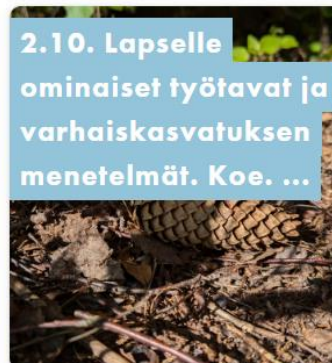 2.10. Lapselle
ominaiset työtavat ja
varhaiskasvatuksen
menetelmät. Koe. ...